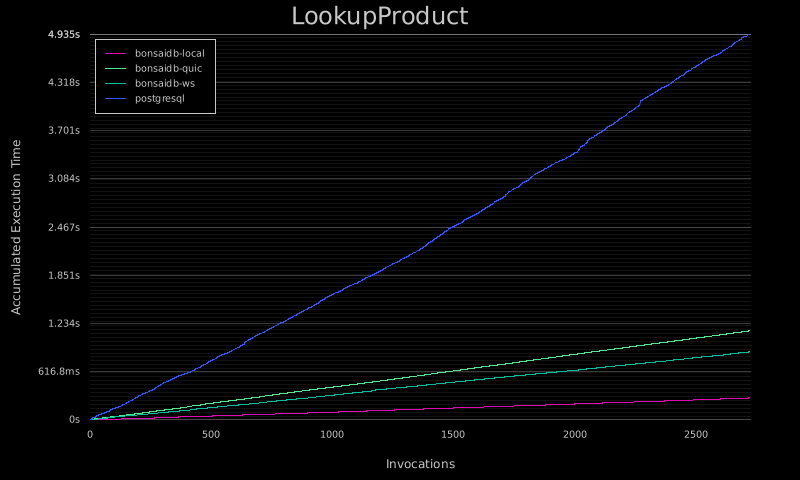 LookupProduct
4.935s
bonsaidb-local
bonsaidb-quic
bonsaidb-ws
postgresql
4.318s
3.701s
3.084s
2.467s
1.851s
1.234s
616.8ms
0s
Accumulated Execution Time
0 500 1000 1500 2000 2500
Invocations